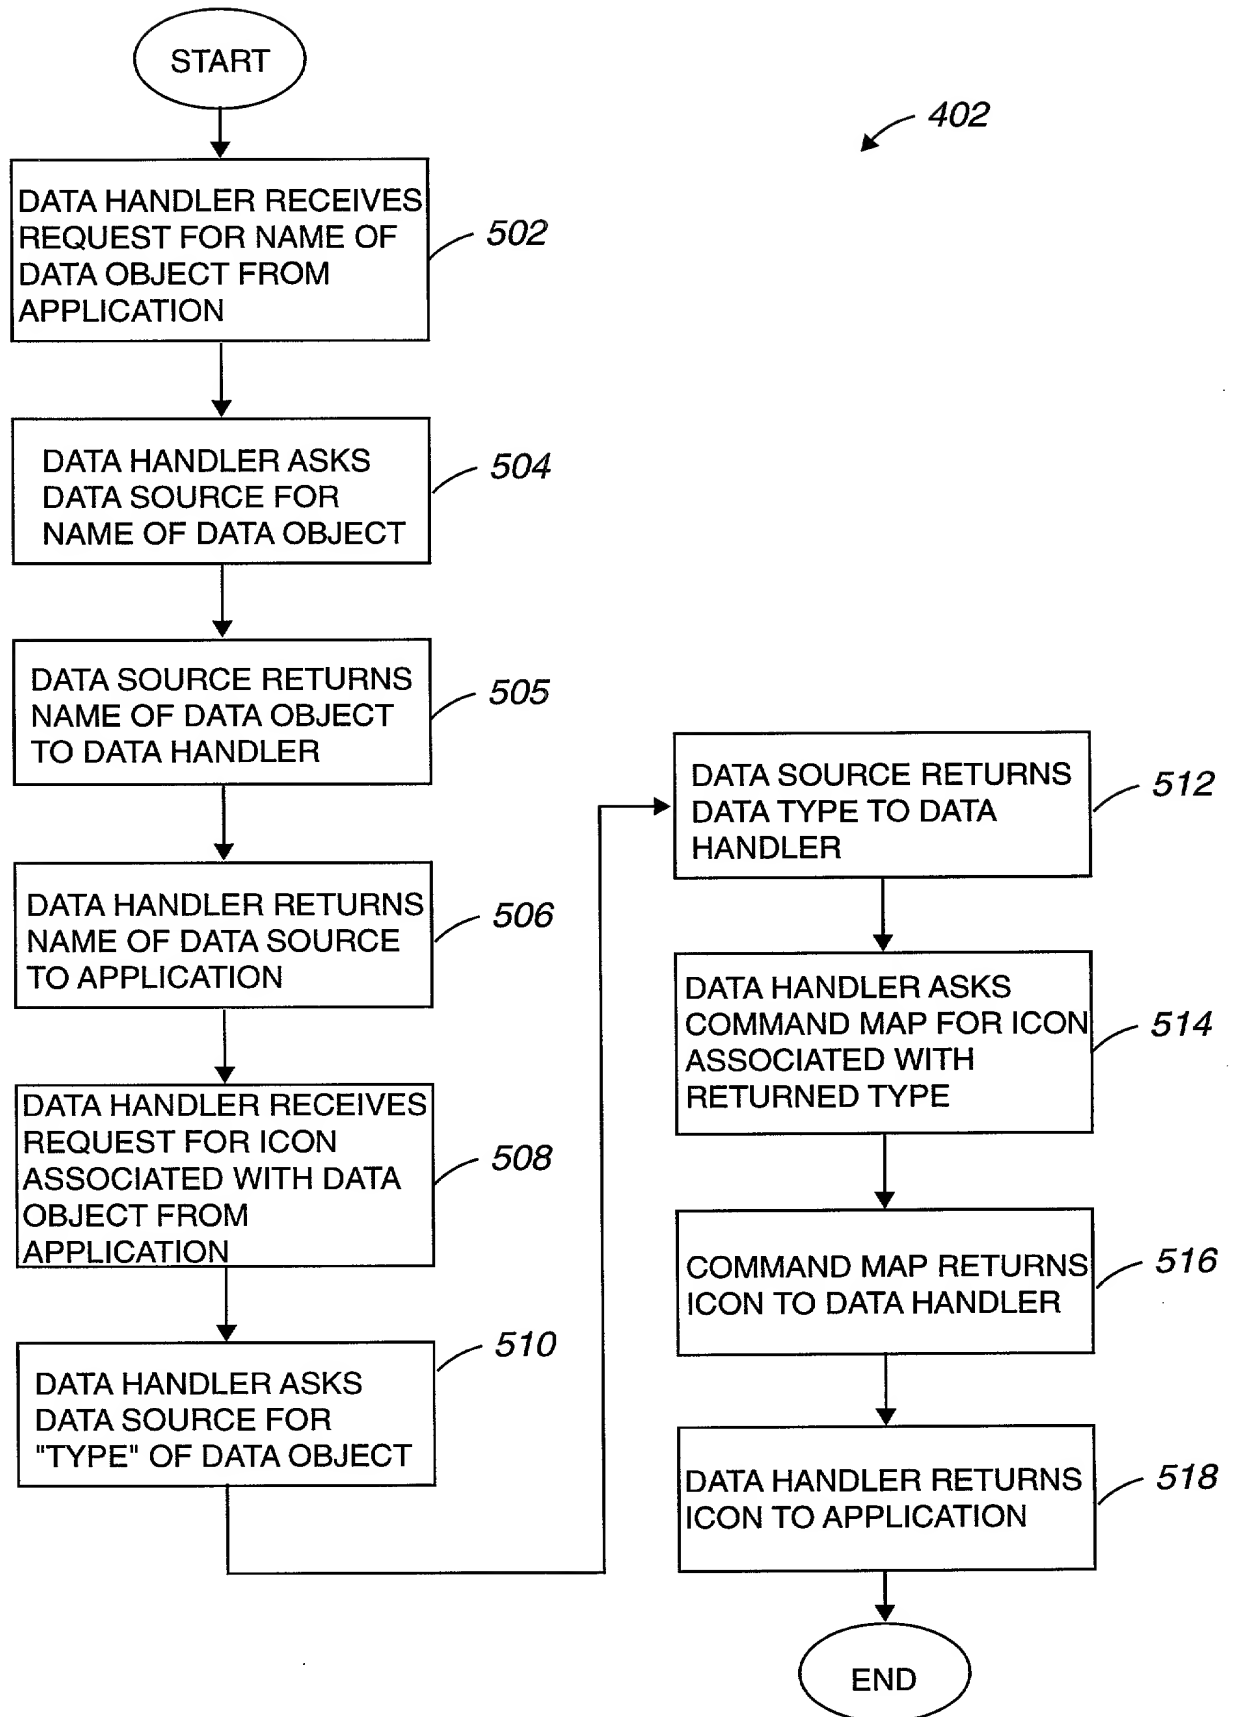 START
402
DATA HANDLER RECEIVES
REQUEST FOR NAME OF
DATA OBJECT FROM
APPLICATION
502
DATA HANDLER ASKS
DATA SOURCE FOR
NAME OF DATA OBJECT
504
DATA SOURCE RETURNS
NAME OF DATA OBJECT
TO DATA HANDLER
505
DATA HANDLER RETURNS
NAME OF DATA SOURCE
TO APPLICATION
506
DATA HANDLER RECEIVES
REQUEST FOR ICON
ASSOCIATED WITH DATA
OBJECT FROM
APPLICATION
508
DATA HANDLER ASKS
DATA SOURCE FOR
"TYPE" OF DATA OBJECT
510
DATA SOURCE RETURNS
DATA TYPE TO DATA
HANDLER
512
DATA HANDLER ASKS
COMMAND MAP FOR ICON
ASSOCIATED WITH
RETURNED TYPE
514
COMMAND MAP RETURNS
ICON TO DATA HANDLER
516
DATA HANDLER RETURNS
ICON TO APPLICATION
518
END